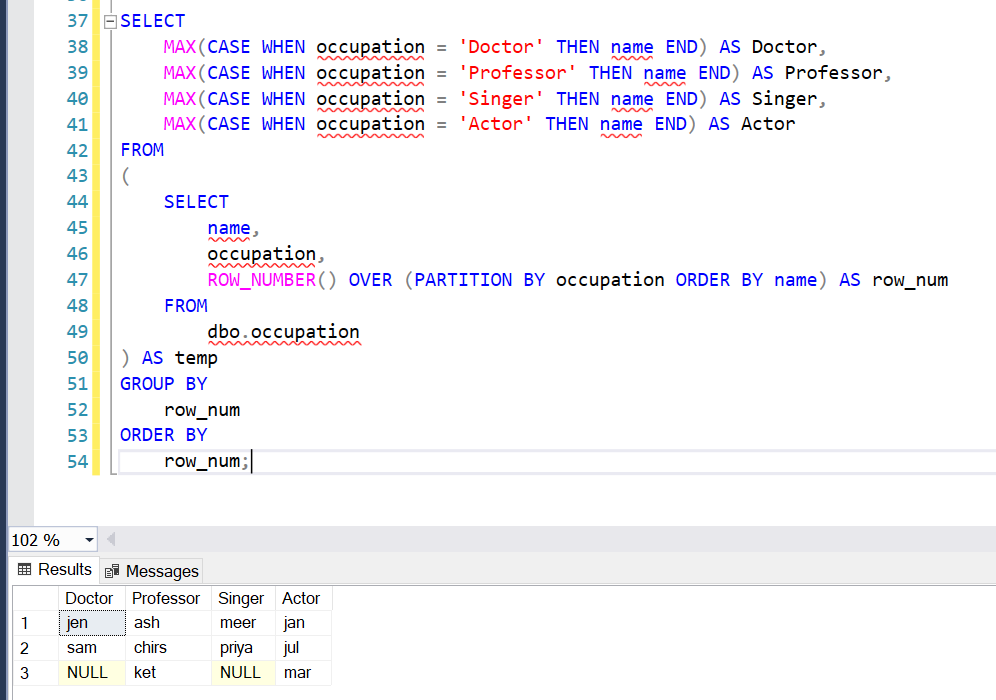 37 SELECT
38 MAX(CASE WHEN occupation = 'Doctor' THEN name END) AS Doctor,
39 MAX(CASE WHEN occupation = 'Professor' THEN name END) AS Professor,
40 MAX(CASE WHEN occupation = 'Singer' THEN name END) AS Singer,
41 MAX(CASE WHEN occupation = 'Actor' THEN name END) AS Actor
42 FROM
43 (
44 SELECT
45 name,
46 occupation,
47 ROW_NUMBER() OVER (PARTITION BY occupation ORDER BY name) AS row_num
48 FROM
49 dbo.occupation
50 ) AS temp
51 GROUP BY
52 row_num
53 ORDER BY
54 row_num;
102 %
Results Messages
Doctor Professor Singer Actor
1 jen ash meer jan
2 sam chirs priya jul
3 NULL ket NULL mar